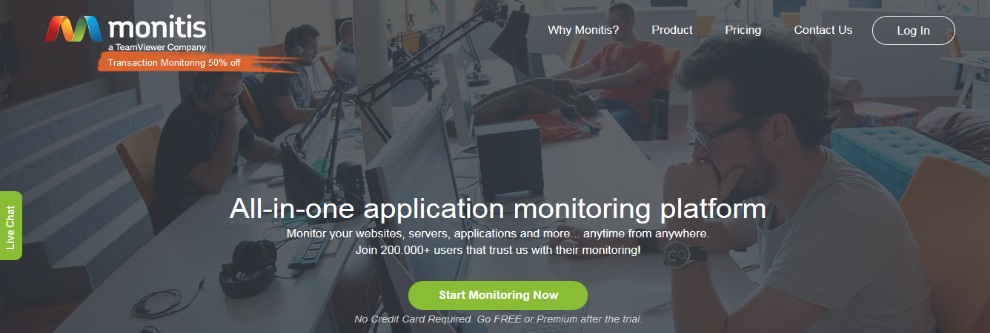 monitis
a TeamViewer Company
Transaction Monitoring 50% off
Why Monitis? Product Pricing Contact Us Log In
Live Chat
All-in-one application monitoring platform
Monitor your websites, servers, applications and more... anytime from anywhere.
Join 200.000+ users that trust us with their monitoring!
Start Monitoring Now
No Credit Card Required. Go FREE or Premium after the trial.